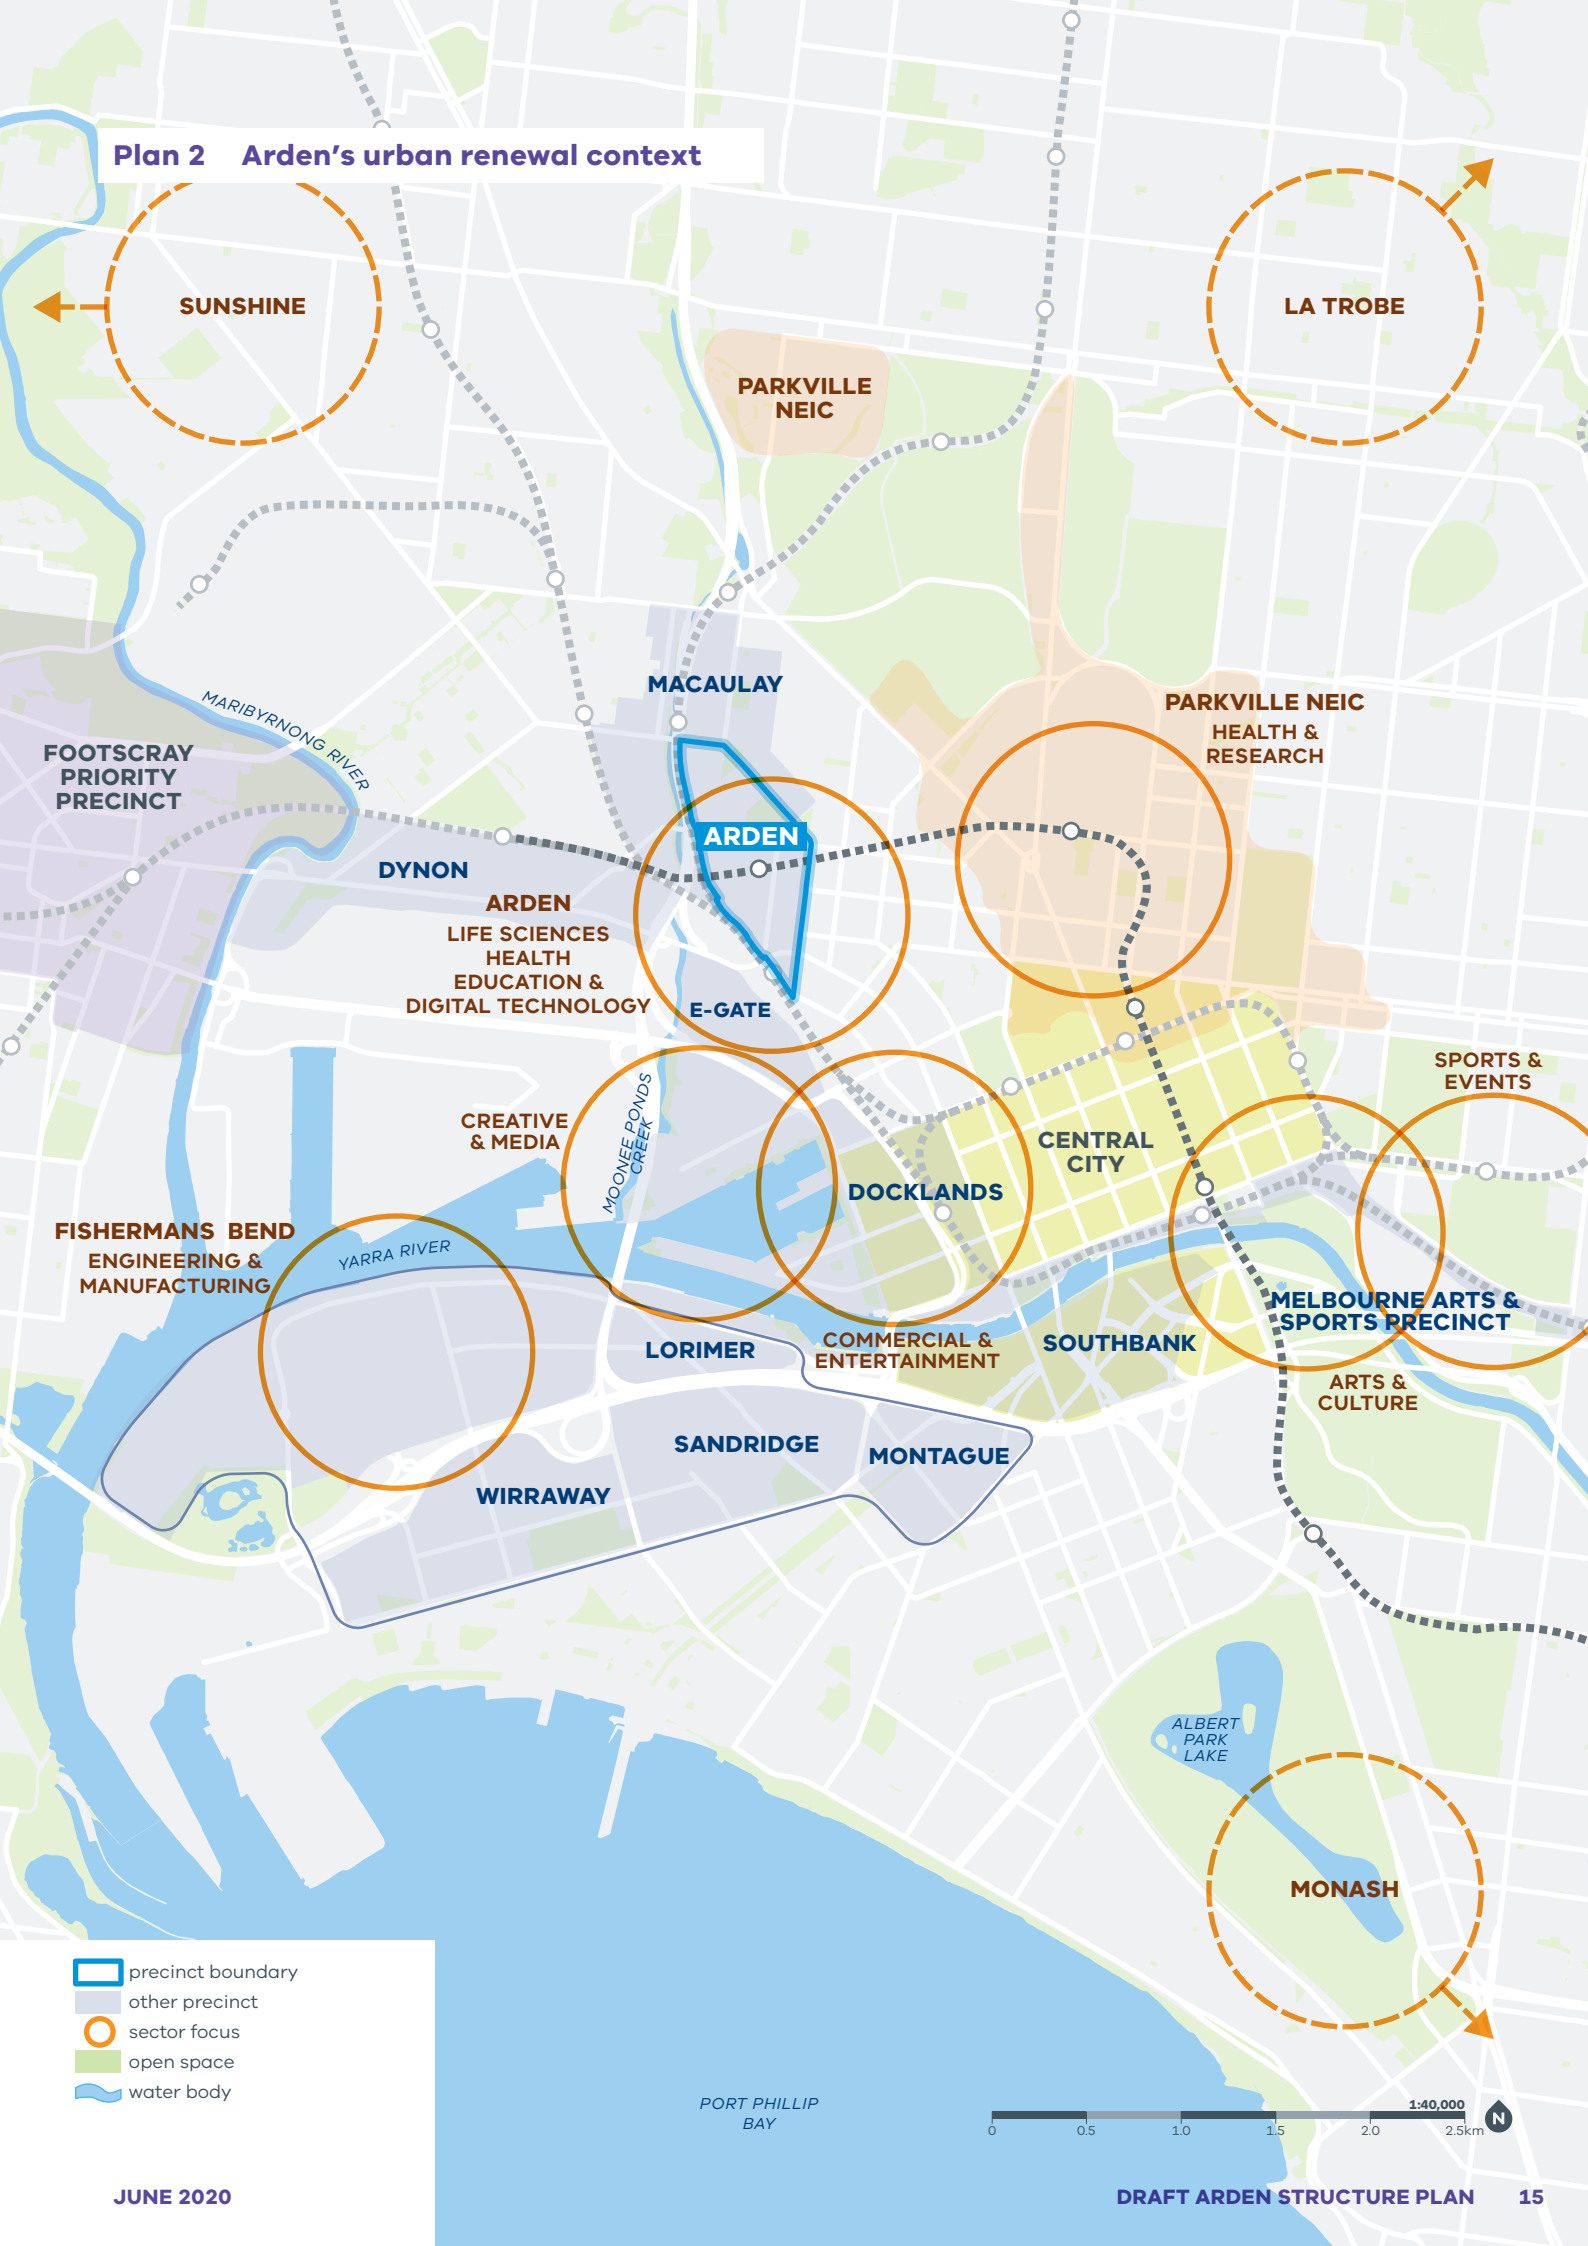 Plan 2 Arden's urban renewal context
SUNSHINE
LA TROBE
PARKVILLE
NEIC
MACAULAY
MARIBYRNONG RIVER
PARKVILLE NEIC
HEALTH &
RESEARCH
FOOTSCRAY
PRIORITY
PRECINCT
ARDEN
DYNON
ARDEN
LIFE SCIENCES
HEALTH
EDUCATION &
DIGITAL TECHNOLOGY
E-GATE
SPORTS &
EVENTS
CREATIVE
& MEDIA
MOONEE PONDS
CREEK
CENTRAL
CITY
DOCKLANDS
FISHERMANS BEND
ENGINEERING &
MANUFACTURING
YARRA RIVER
MELBOURNE ARTS &
SPORTS PRECINCT
LORIMER
COMMERCIAL &
ENTERTAINMENT
SOUTHBANK
ARTS &
CULTURE
SANDRIDGE
MONTAGUE
WIRRAWAY
ALBERT
PARK
LAKE
MONASH
precinct boundary
other precinct
sector focus
open space
water body
PORT PHILLIP
BAY
1:40,000
N
0 0.5 1.0 1.5 2.0 2.5km
JUNE 2020
DRAFT ARDEN STRUCTURE PLAN 15